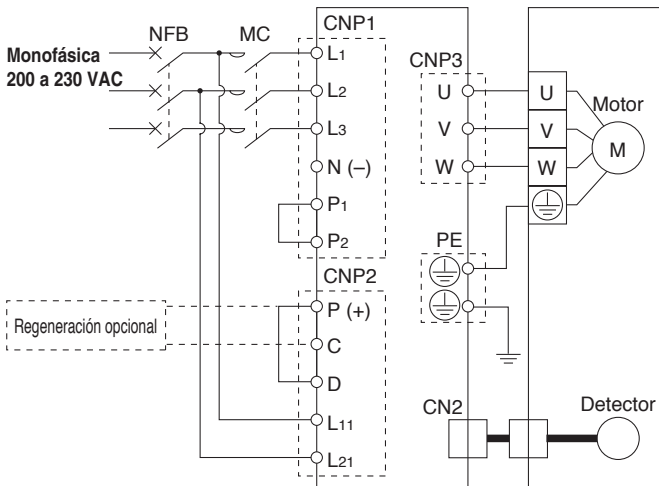 CNP1
NFB
MC
Monofásica
200 a 230 VAC
L1
L2
L3
N (–)
P1
P2
CNP3
U
V
W
U
V
W
Motor
M
PE
CNP2
Regeneración opcional
P (+)
C
D
L11
L21
CN2
Detector